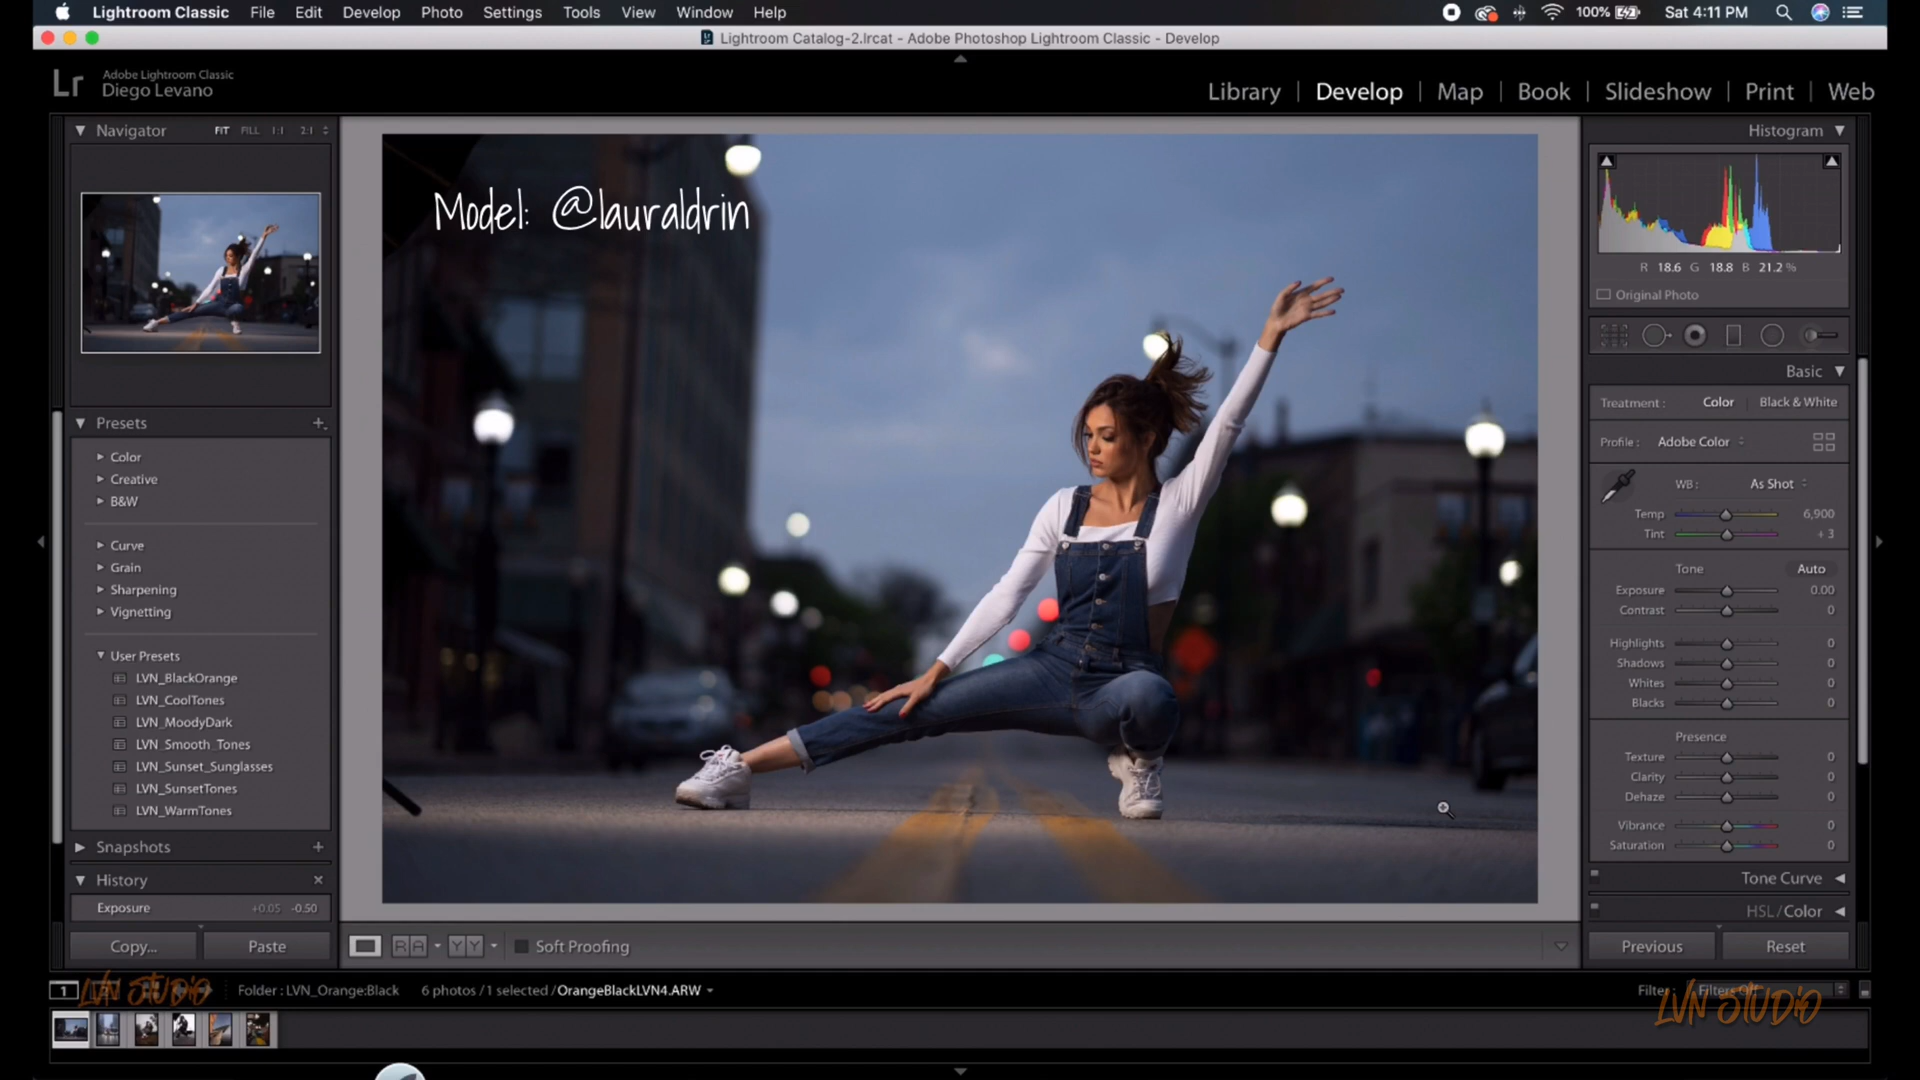 Lightroom Classic File Edit Develop Photo Settings Tools View Window Help 100% Sat 4:11 PM
Lightroom Catalog-2.lrcat - Adobe Photoshop Lightroom Classic - Develop
Lr Adobe Lightroom Classic
Diego Levano
Library | Develop | Map | Book | Slideshow | Print | Web
Navigator FIT FILL 1:1 2:1
Presets
Color
Creative
B&W
Curve
Grain
Sharpening
Vignetting
User Presets
LVN_BlackOrange
LVN_CoolTones
LVN_MoodyDark
LVN_Smooth_Tones
LVN_Sunset_Sunglasses
LVN_SunsetTones
LVN_WarmTones
Snapshots
History
Exposure +0.05 -0.50
Copy... Paste
Model: @lauraldrin
Soft Proofing
Histogram
R 18.6 G 18.8 B 21.2 %
Original Photo
Basic
Treatment : Color Black & White
Profile : Adobe Color
WB : As Shot
Temp 6,900
Tint + 3
Tone Auto
Exposure 0.00
Contrast 0
Highlights 0
Shadows 0
Whites 0
Blacks 0
Presence
Texture 0
Clarity 0
Dehaze 0
Vibrance 0
Saturation 0
Tone Curve
HSL / Color
Previous Reset
1 LVN STUDIO Folder : LVN_Orange:Black 6 photos / 1 selected / OrangeBlackLVN4.ARW Filter : Filters Off
LVN STUDIO